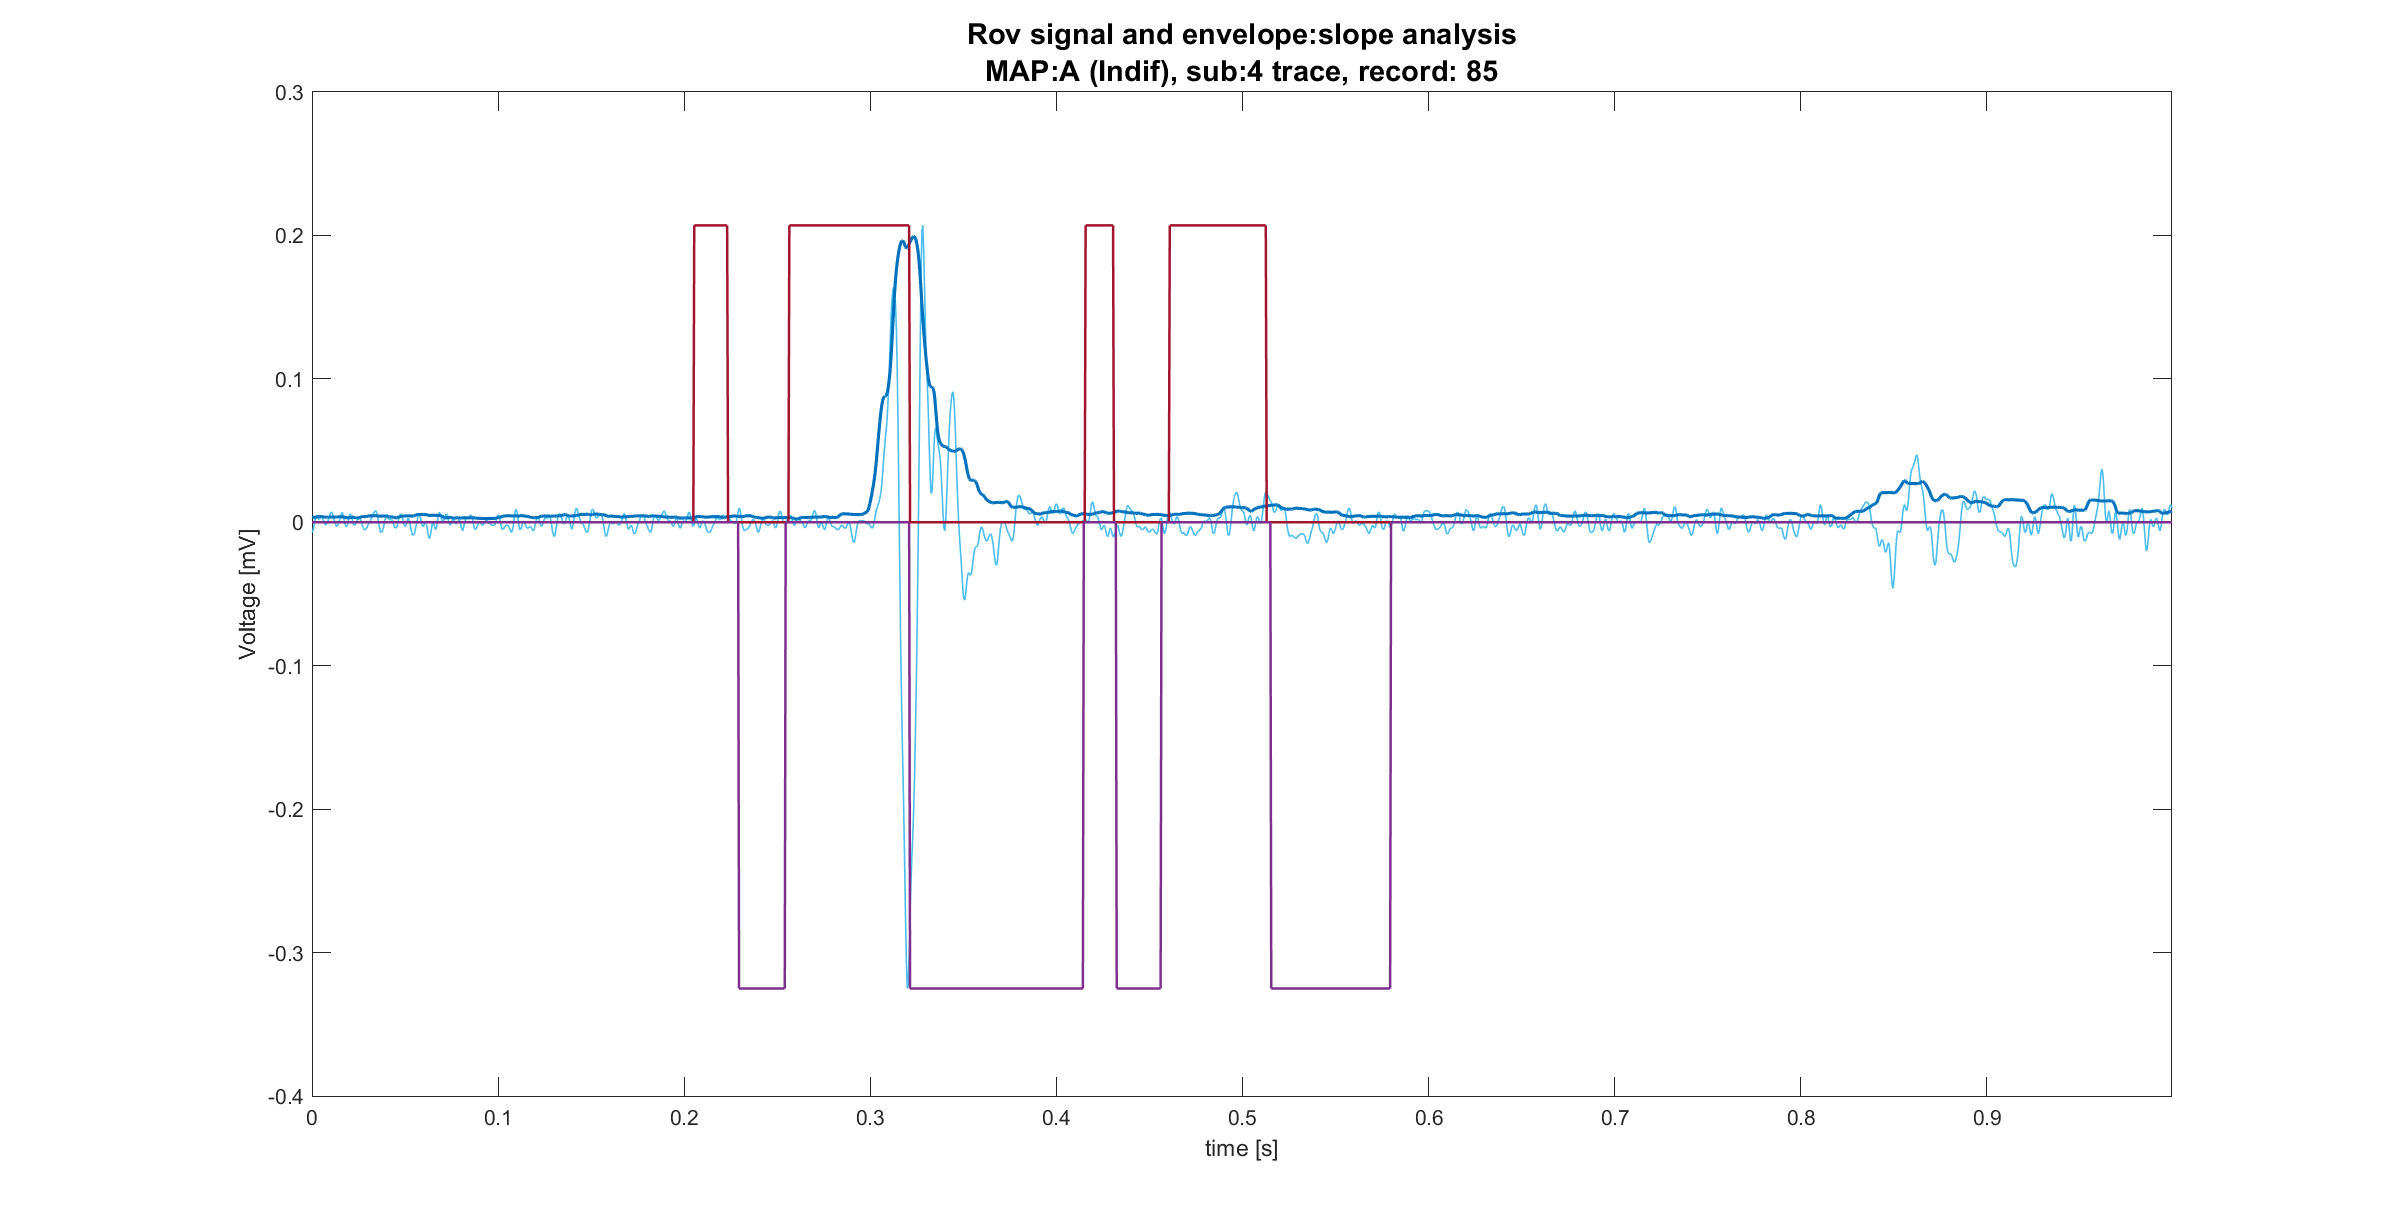 Rov signal and envelope:slope analysis
MAP:A (Indif), sub:4 trace, record: 85
0.3
0.2
0.1
0
-0.1
-0.2
-0.3
-0.4
Voltage [mV]
0 0.1 0.2 0.3 0.4 0.5 0.6 0.7 0.8 0.9
time [s]